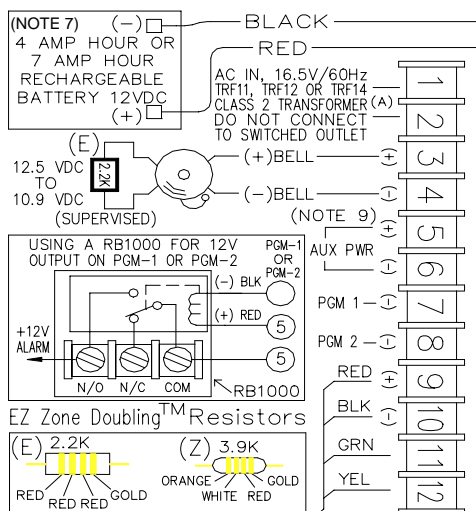 (NOTE 7) (−)
BLACK
4 AMP HOUR OR
7 AMP HOUR
RECHARGEABLE
BATTERY 12VDC
(+)
RED
AC IN, 16.5V/60Hz
TRF11, TRF12 OR TRF14
CLASS 2 TRANSFORMER (A)
DO NOT CONNECT
TO SWITCHED OUTLET
1
2
(E)
2.2K
12.5 VDC
TO
10.9 VDC
(SUPERVISED)
(+)BELL (+) 3
(−)BELL (−) 4
(NOTE 9)
AUX PWR
(+) 5
(−) 6
PGM 1 (−) 7
PGM 2 (−) 8
RED (+) 9
BLK (−) 10
GRN 11
YEL 12
USING A RB1000 FOR 12V
OUTPUT ON PGM-1 OR PGM-2
PGM-1
OR
PGM-2
(−) BLK
(+) RED 5
5
+12V
ALARM
N/O N/C COM
RB1000
EZ Zone Doubling™ Resistors
(E) 2.2K
RED RED RED GOLD
(Z) 3.9K
ORANGE WHITE RED GOLD